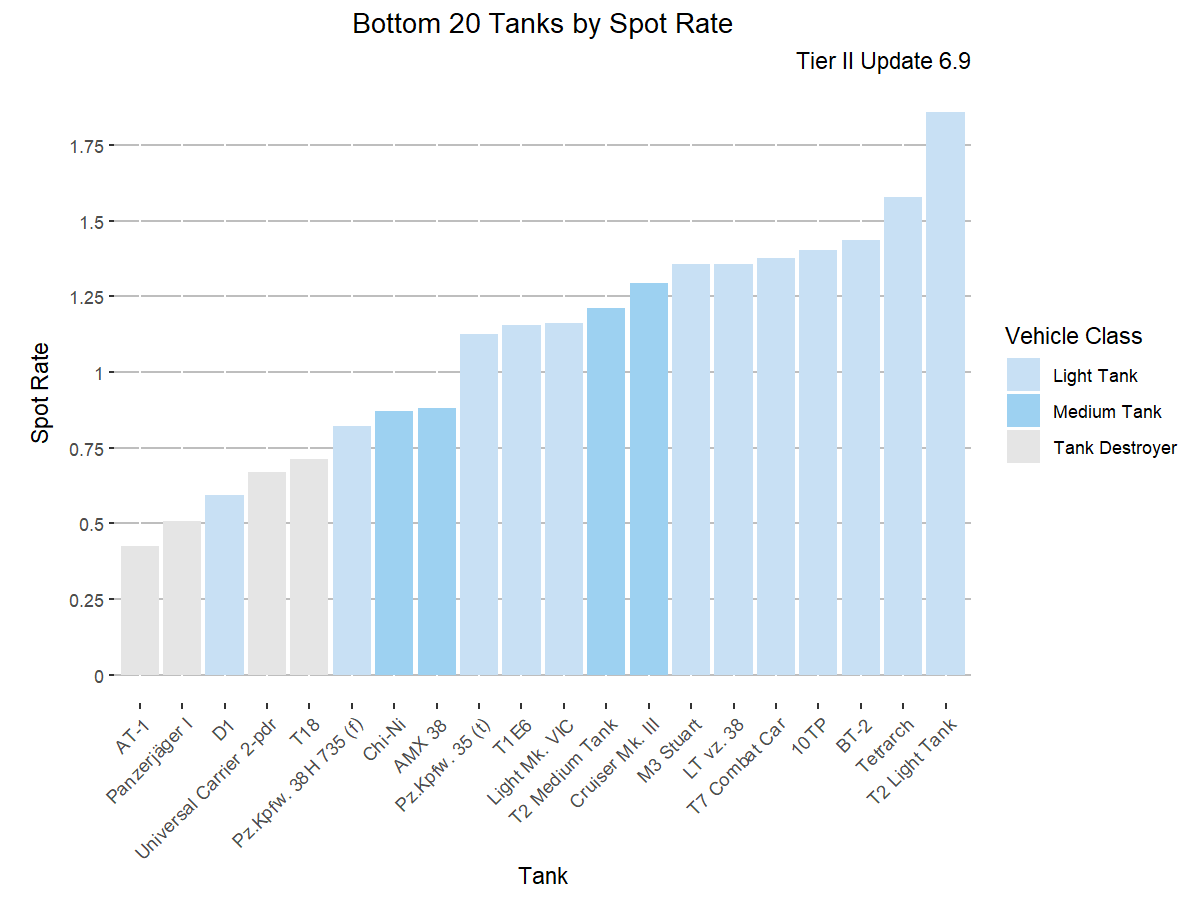 Bottom 20 Tanks by Spot Rate
Tier II Update 6.9
Spot Rate
1.75
1.5
1.25
1
0.75
0.5
0.25
0
AT-1
Panzerjäger I
D1
Universal Carrier 2-pdr
T18
Pz.Kpfw. 38H 735 (f)
Chi-Ni
AMX 38
Pz.Kpfw. 35 (t)
T1E6
Light Mk. VIC
T2 Medium Tank
Cruiser Mk. III
M3 Stuart
LT vz. 38
T7 Combat Car
10TP
BT-2
Tetrarch
T2 Light Tank
Tank
Vehicle Class
Light Tank
Medium Tank
Tank Destroyer